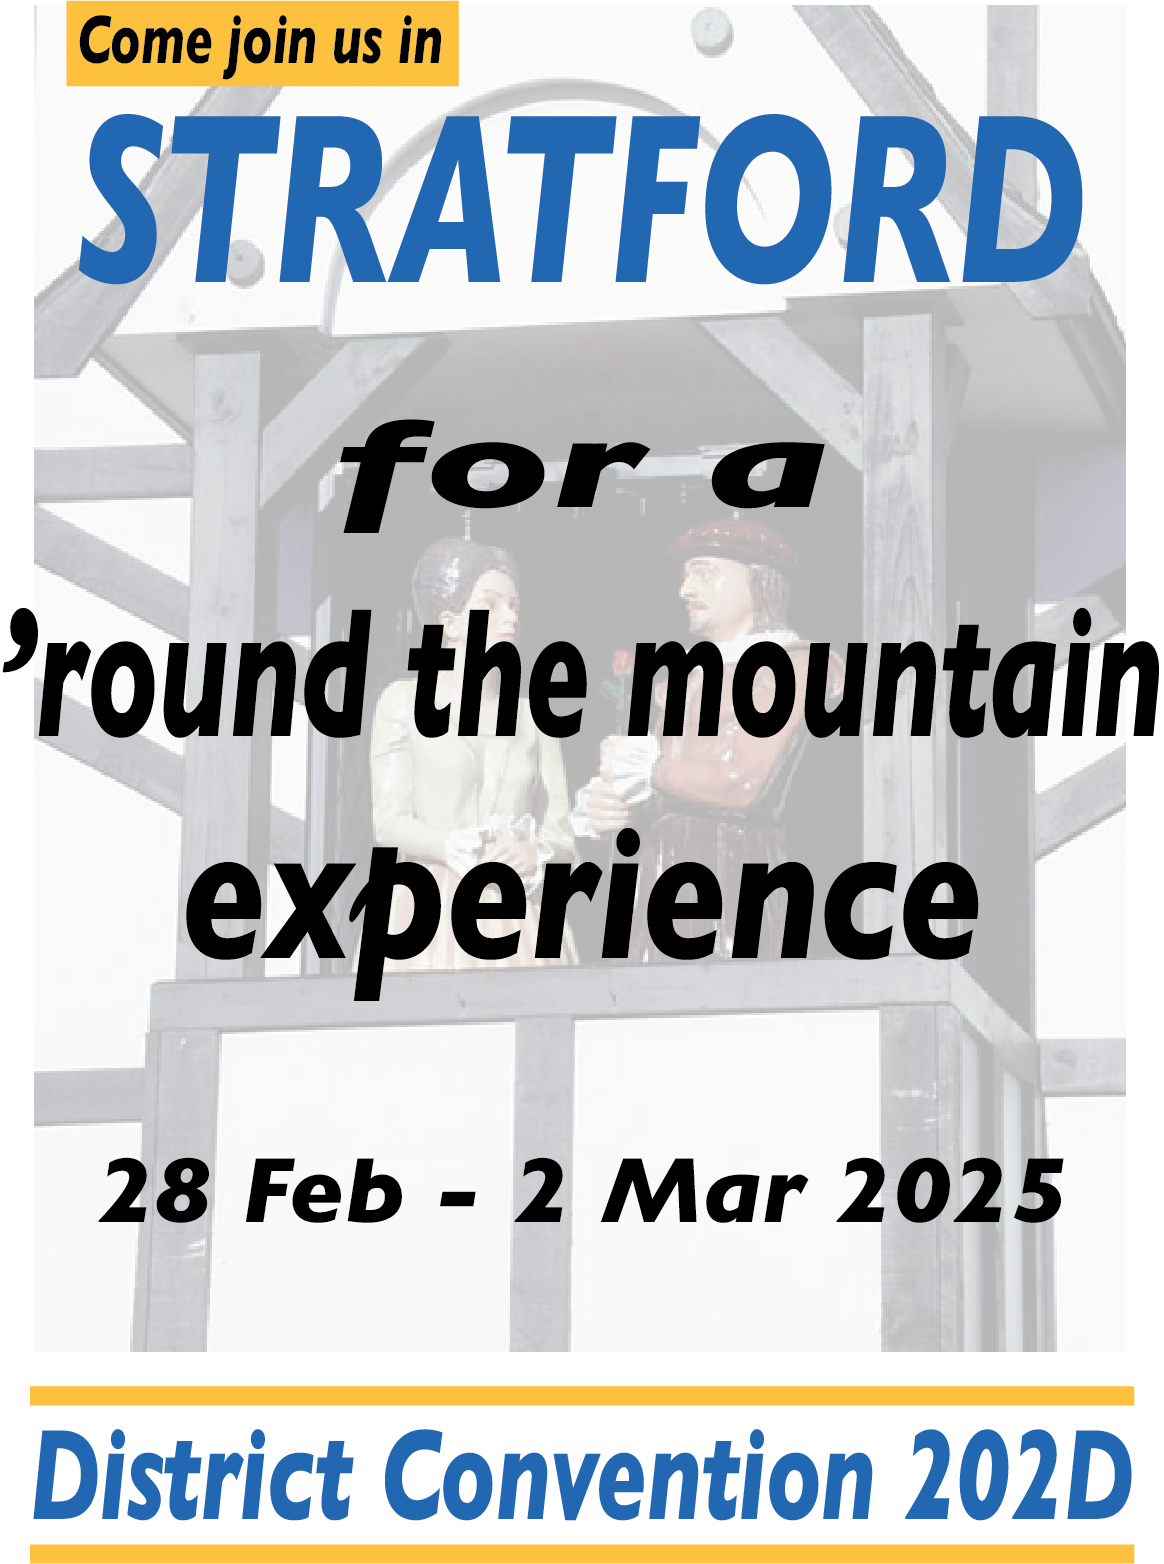 Come join us in
STRATFORD
for a
’round the mountain
experience
28 Feb - 2 Mar 2025
District Convention 202D